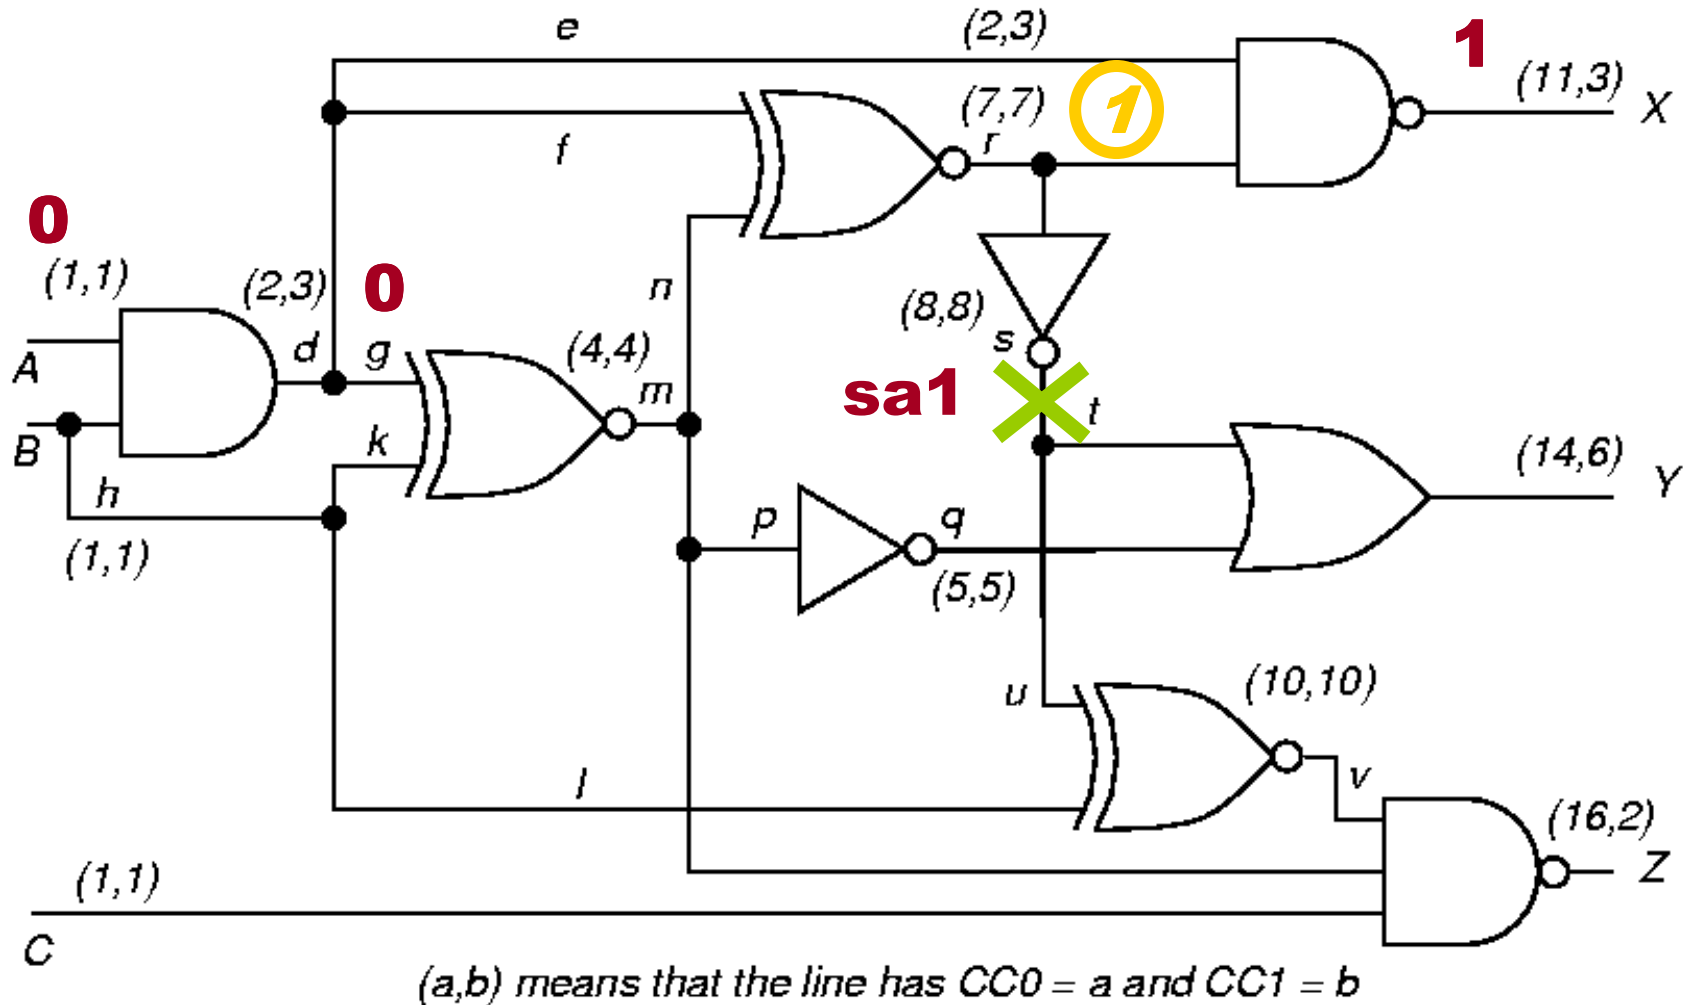 e (2,3) 1
(11,3) X
(7,7) 1
f r
0
(1,1) (2,3) 0
n
(8,8) s
A d g (4,4)
m
sa1 t
B k
h
(1,1)
p q
(5,5)
(14,6) Y
u (10,10)
l v
(16,2) Z
(1,1)
C
(a,b) means that the line has CC0 = a and CC1 = b